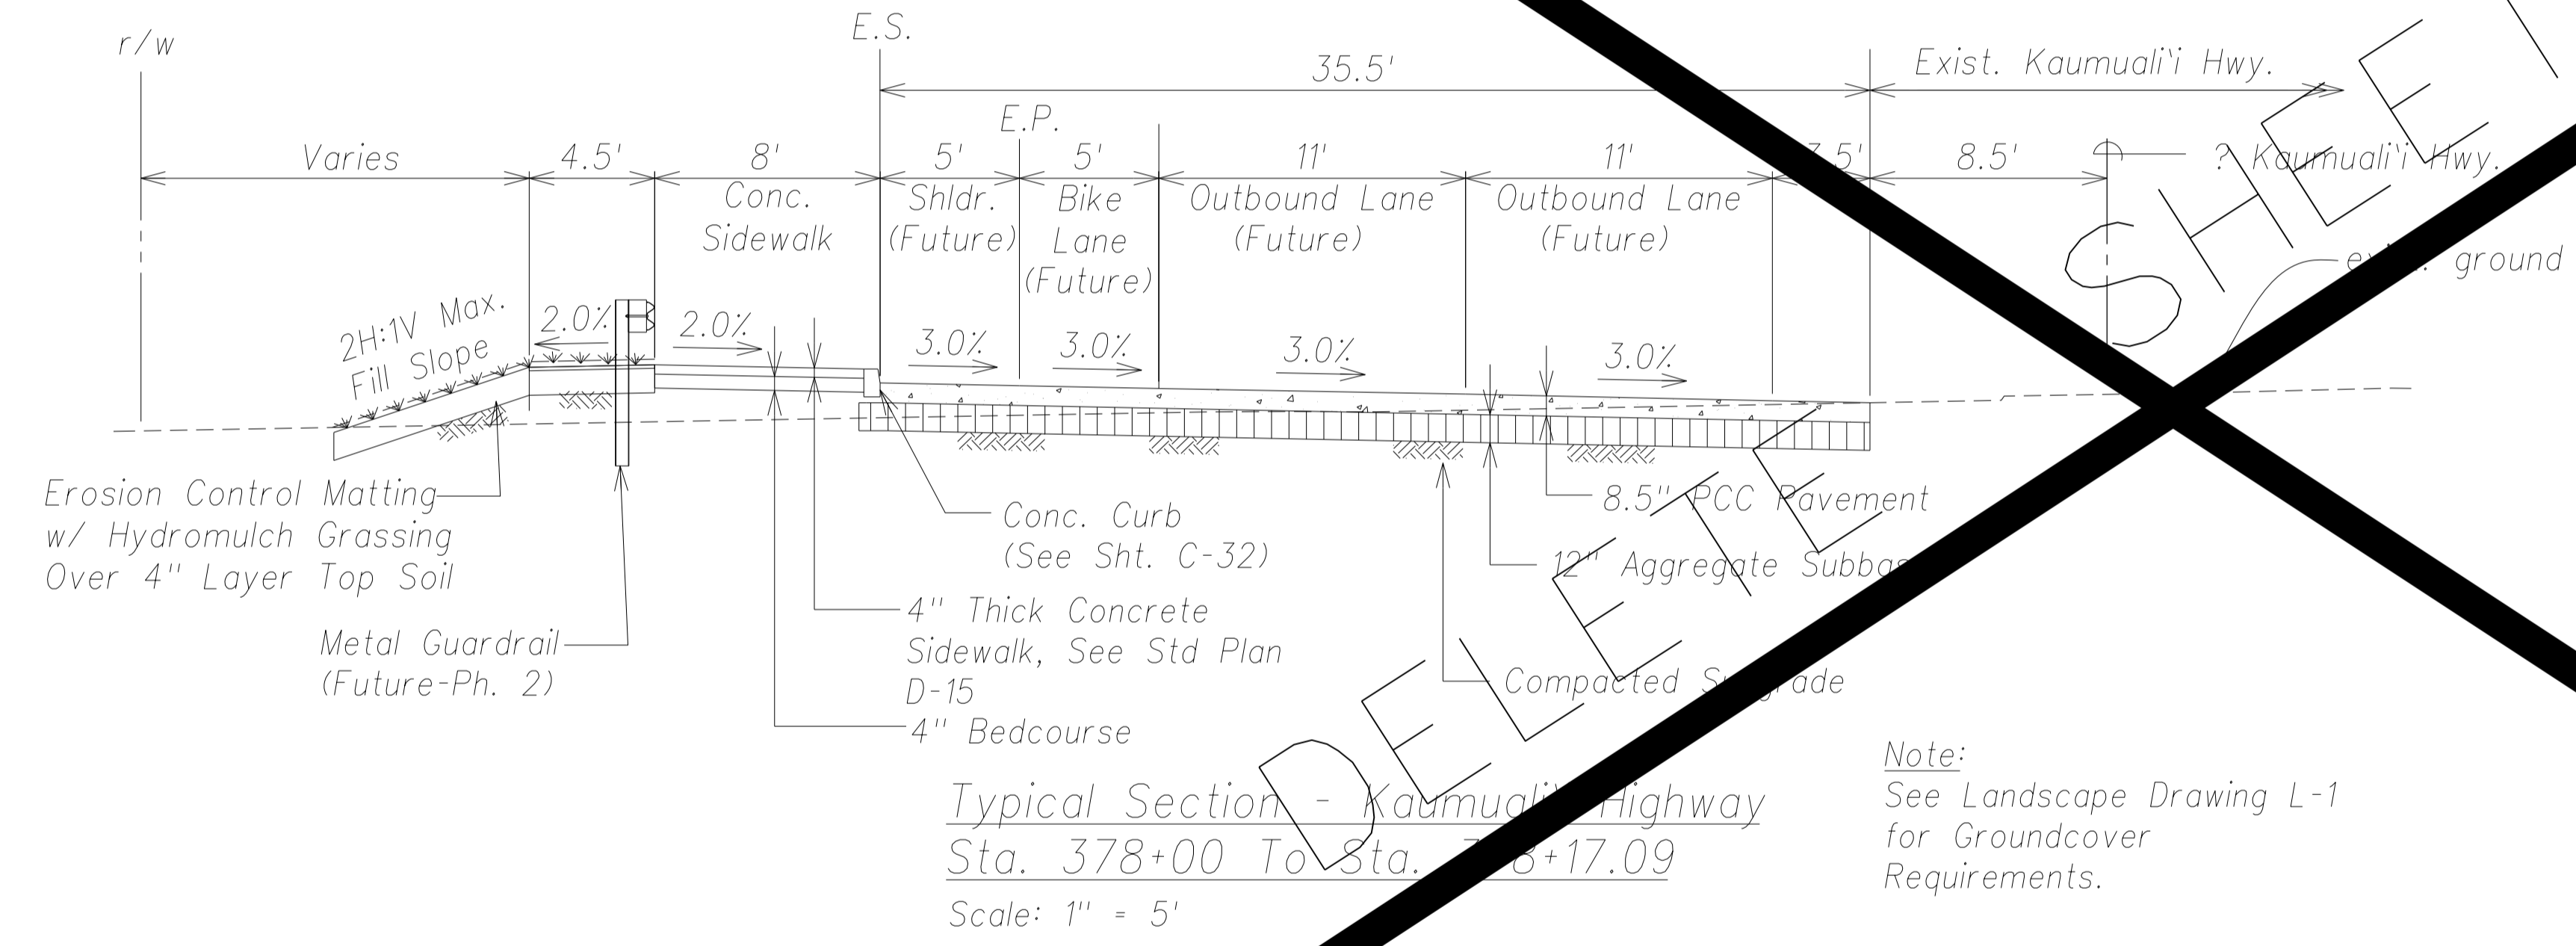 E.S.
r/w
35.5'
Exist. Kaumuali'i Hwy.
E.P.
Varies
4.5'
8'
5'
5'
11'
11'
8.5'
? Kaumuali'i Hwy.
Conc.
Sidewalk
Shldr.
(Future)
Bike
Lane
(Future)
Outbound Lane
(Future)
Outbound Lane
(Future)
ground
2H:1V Max.
Fill Slope
2.0%
2.0%
3.0%
3.0%
3.0%
3.0%
Erosion Control Matting
w/ Hydromulch Grassing
Over 4" Layer Top Soil
Metal Guardrail
(Future-Ph. 2)
Conc. Curb
(See Sht. C-32)
4" Thick Concrete
Sidewalk, See Std Plan
D-15
4" Bedcourse
8.5" PCC Pavement
12" Aggregate
Compacted
SHEET
DELETE
Typical Section - Highway
Sta. 378+00 To Sta.
Scale: 1" = 5'
Note:
See Landscape Drawing L-1
for Groundcover
Requirements.